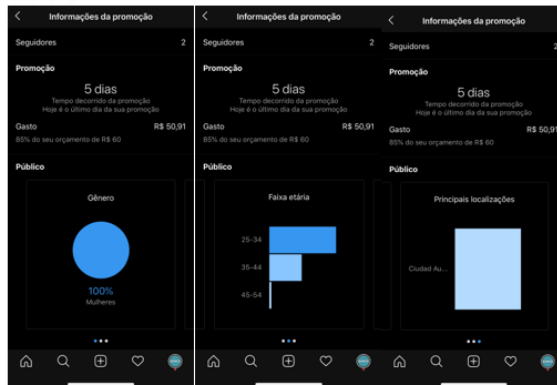 Informações da promoção
Seguidores 2
Promoção
5 dias
Tempo decorrido da promoção
Hoje é o último dia da sua promoção
Gasto R$ 50,91
85% do seu orçamento de R$ 60
Público
Gênero
100%
Mulheres
Informações da promoção
Seguidores 2
Promoção
5 dias
Tempo decorrido da promoção
Hoje é o último dia da sua promoção
Gasto R$ 50,91
85% do seu orçamento de R$ 60
Público
Faixa etária
25-34
35-44
45-54
Informações da promoção
Seguidores 2
Promoção
5 dias
Tempo decorrido da promoção
Hoje é o último dia da sua promoção
Gasto R$ 50,91
85% do seu orçamento de R$ 60
Público
Principais localizações
Ciudad Au...